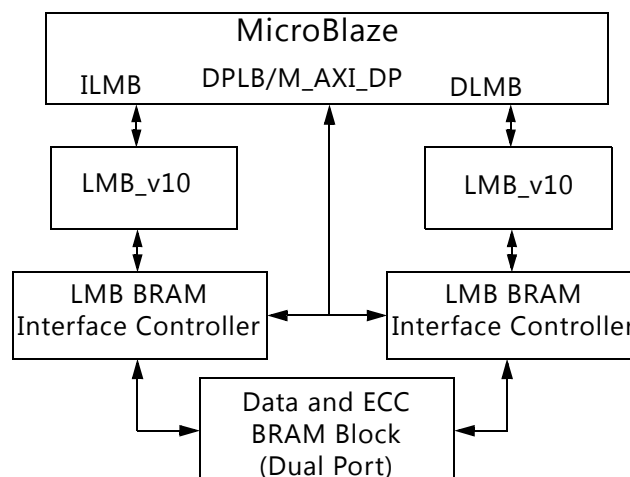 MicroBlaze
DPLB/M_AXI_DP
ILMB
DLMB
LMB_v10
LMB_v10
LMB BRAM
Interface Controller
LMB BRAM
Interface Controller
Data and ECC
BRAM Block
(Dual Port)